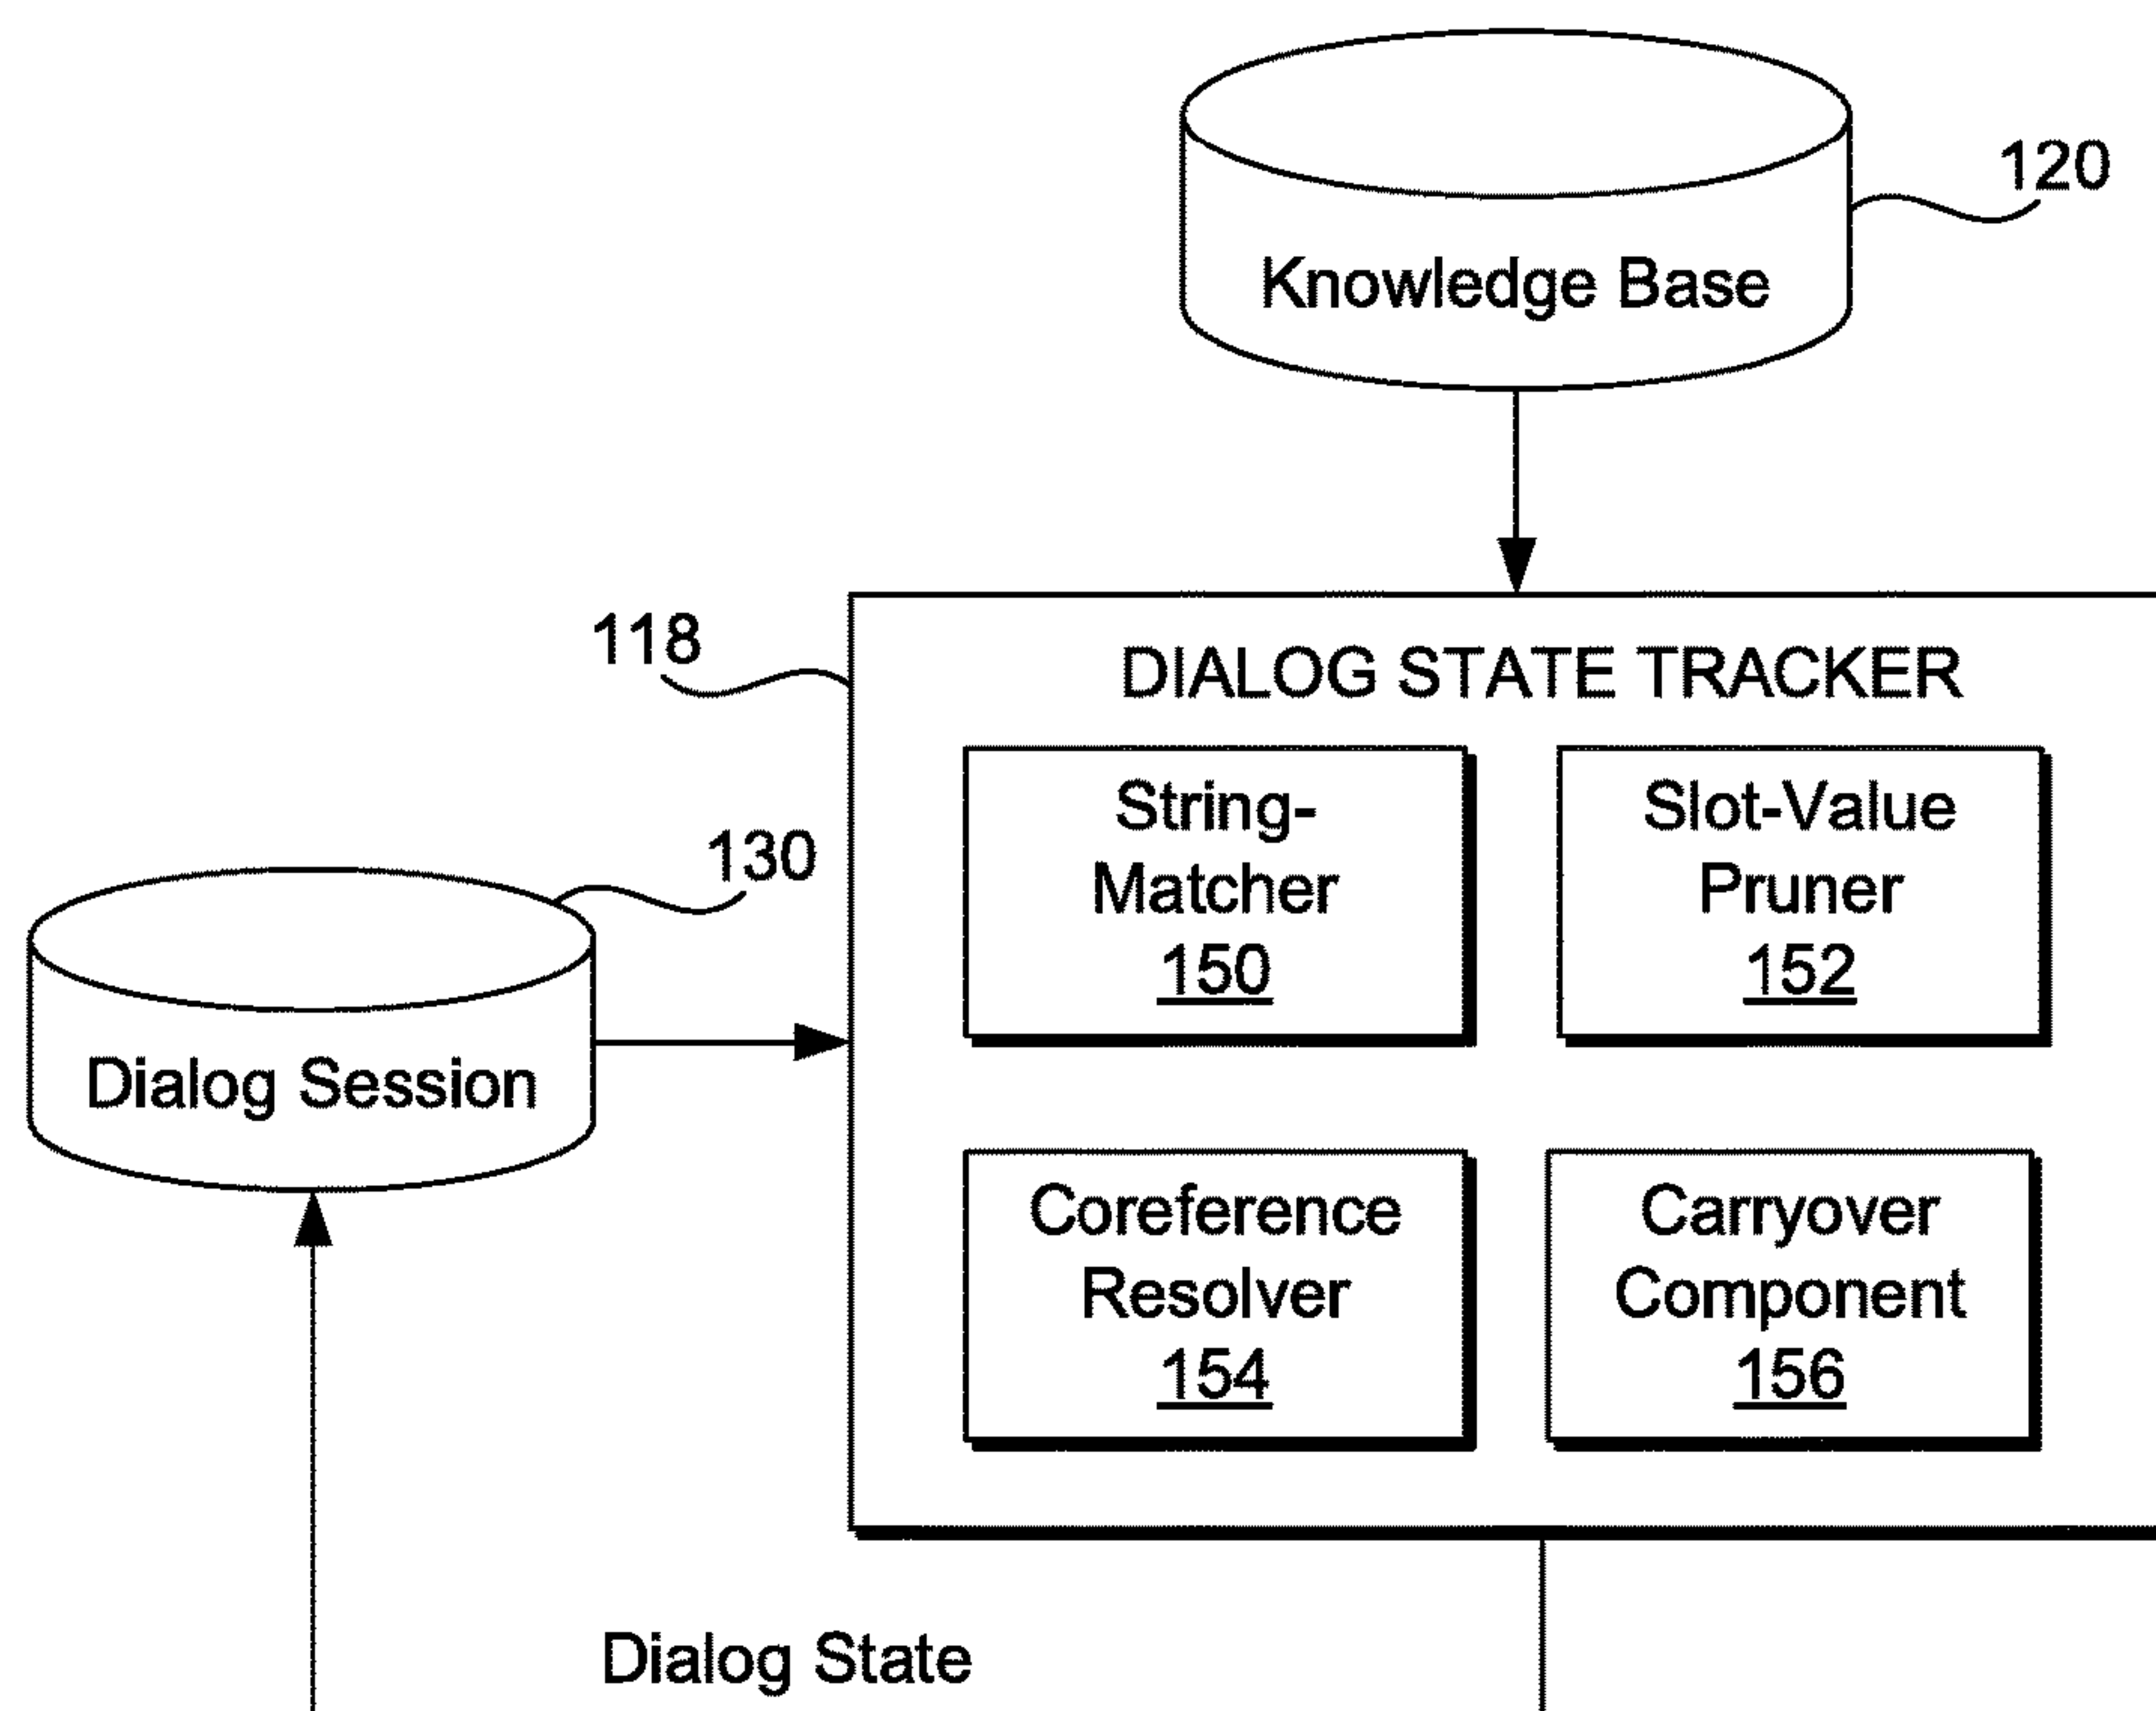 120
Knowledge Base
118
DIALOG STATE TRACKER
130
String-
Matcher
150
Slot-Value
Pruner
152
Dialog Session
Coreference
Resolver
154
Carryover
Component
156
Dialog State